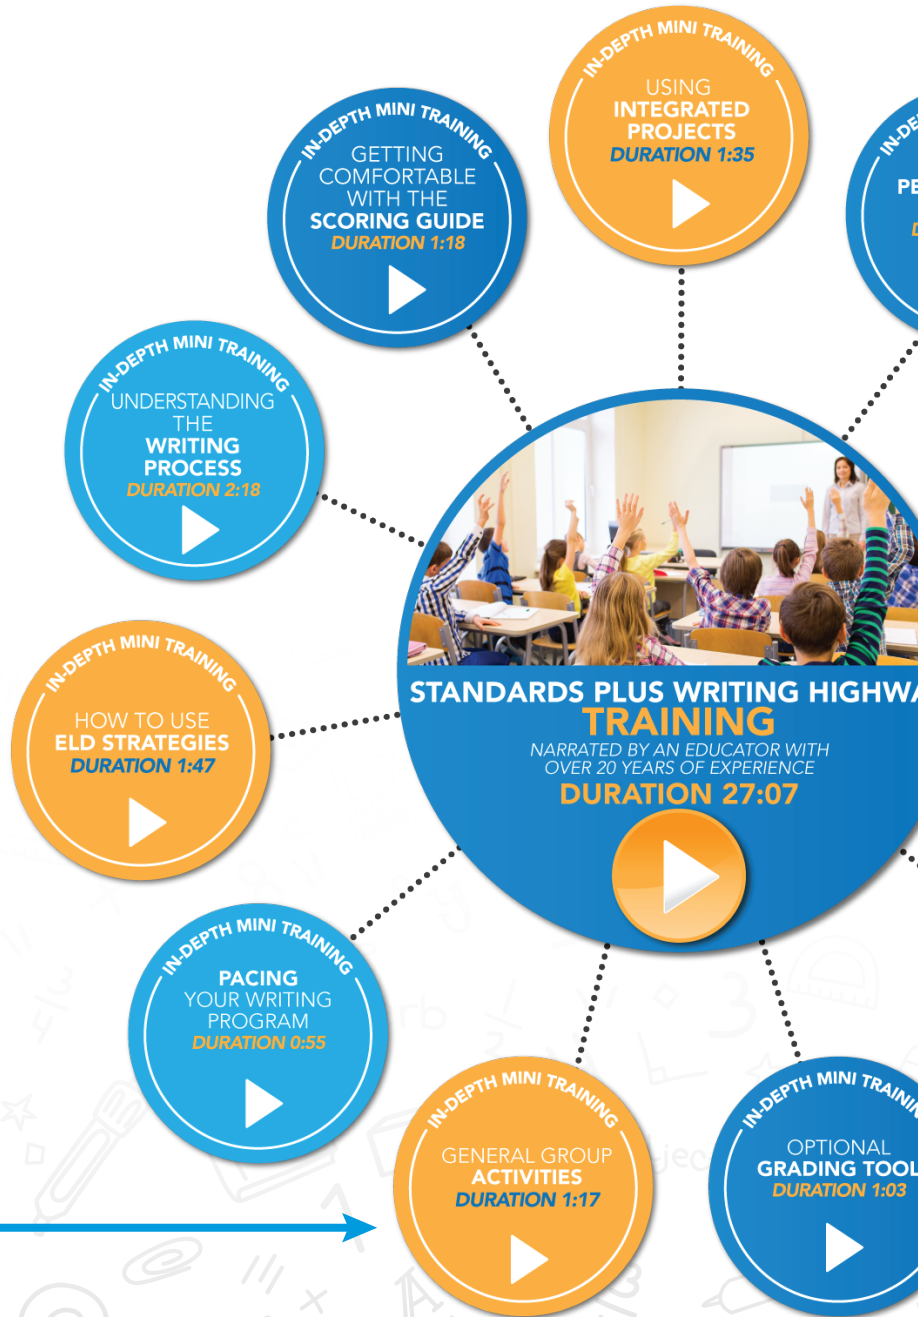 IN-DEPTH MINI TRAINING
USING
INTEGRATED
PROJECTS
DURATION 1:35
IN-DEPTH MINI TRAINING
GETTING
COMFORTABLE
WITH THE
SCORING GUIDE
DURATION 1:18
IN-DEPTH MINI TRAINING
UNDERSTANDING
THE
WRITING
PROCESS
DURATION 2:18
IN-DEPTH MINI TRAINING
HOW TO USE
ELD STRATEGIES
DURATION 1:47
STANDARDS PLUS WRITING
TRAINING
NARRATED BY AN EDUCATOR WITH
OVER 20 YEARS OF EXPERIENCE
DURATION 27:07
IN-DEPTH MINI TRAINING
PACING
YOUR WRITING
PROGRAM
DURATION 0:55
IN-DEPTH MINI TRAINING
GENERAL GROUP
ACTIVITIES
DURATION 1:17
IN-DEPTH MINI
OPTIONAL
GRADING
DURATION 1:03